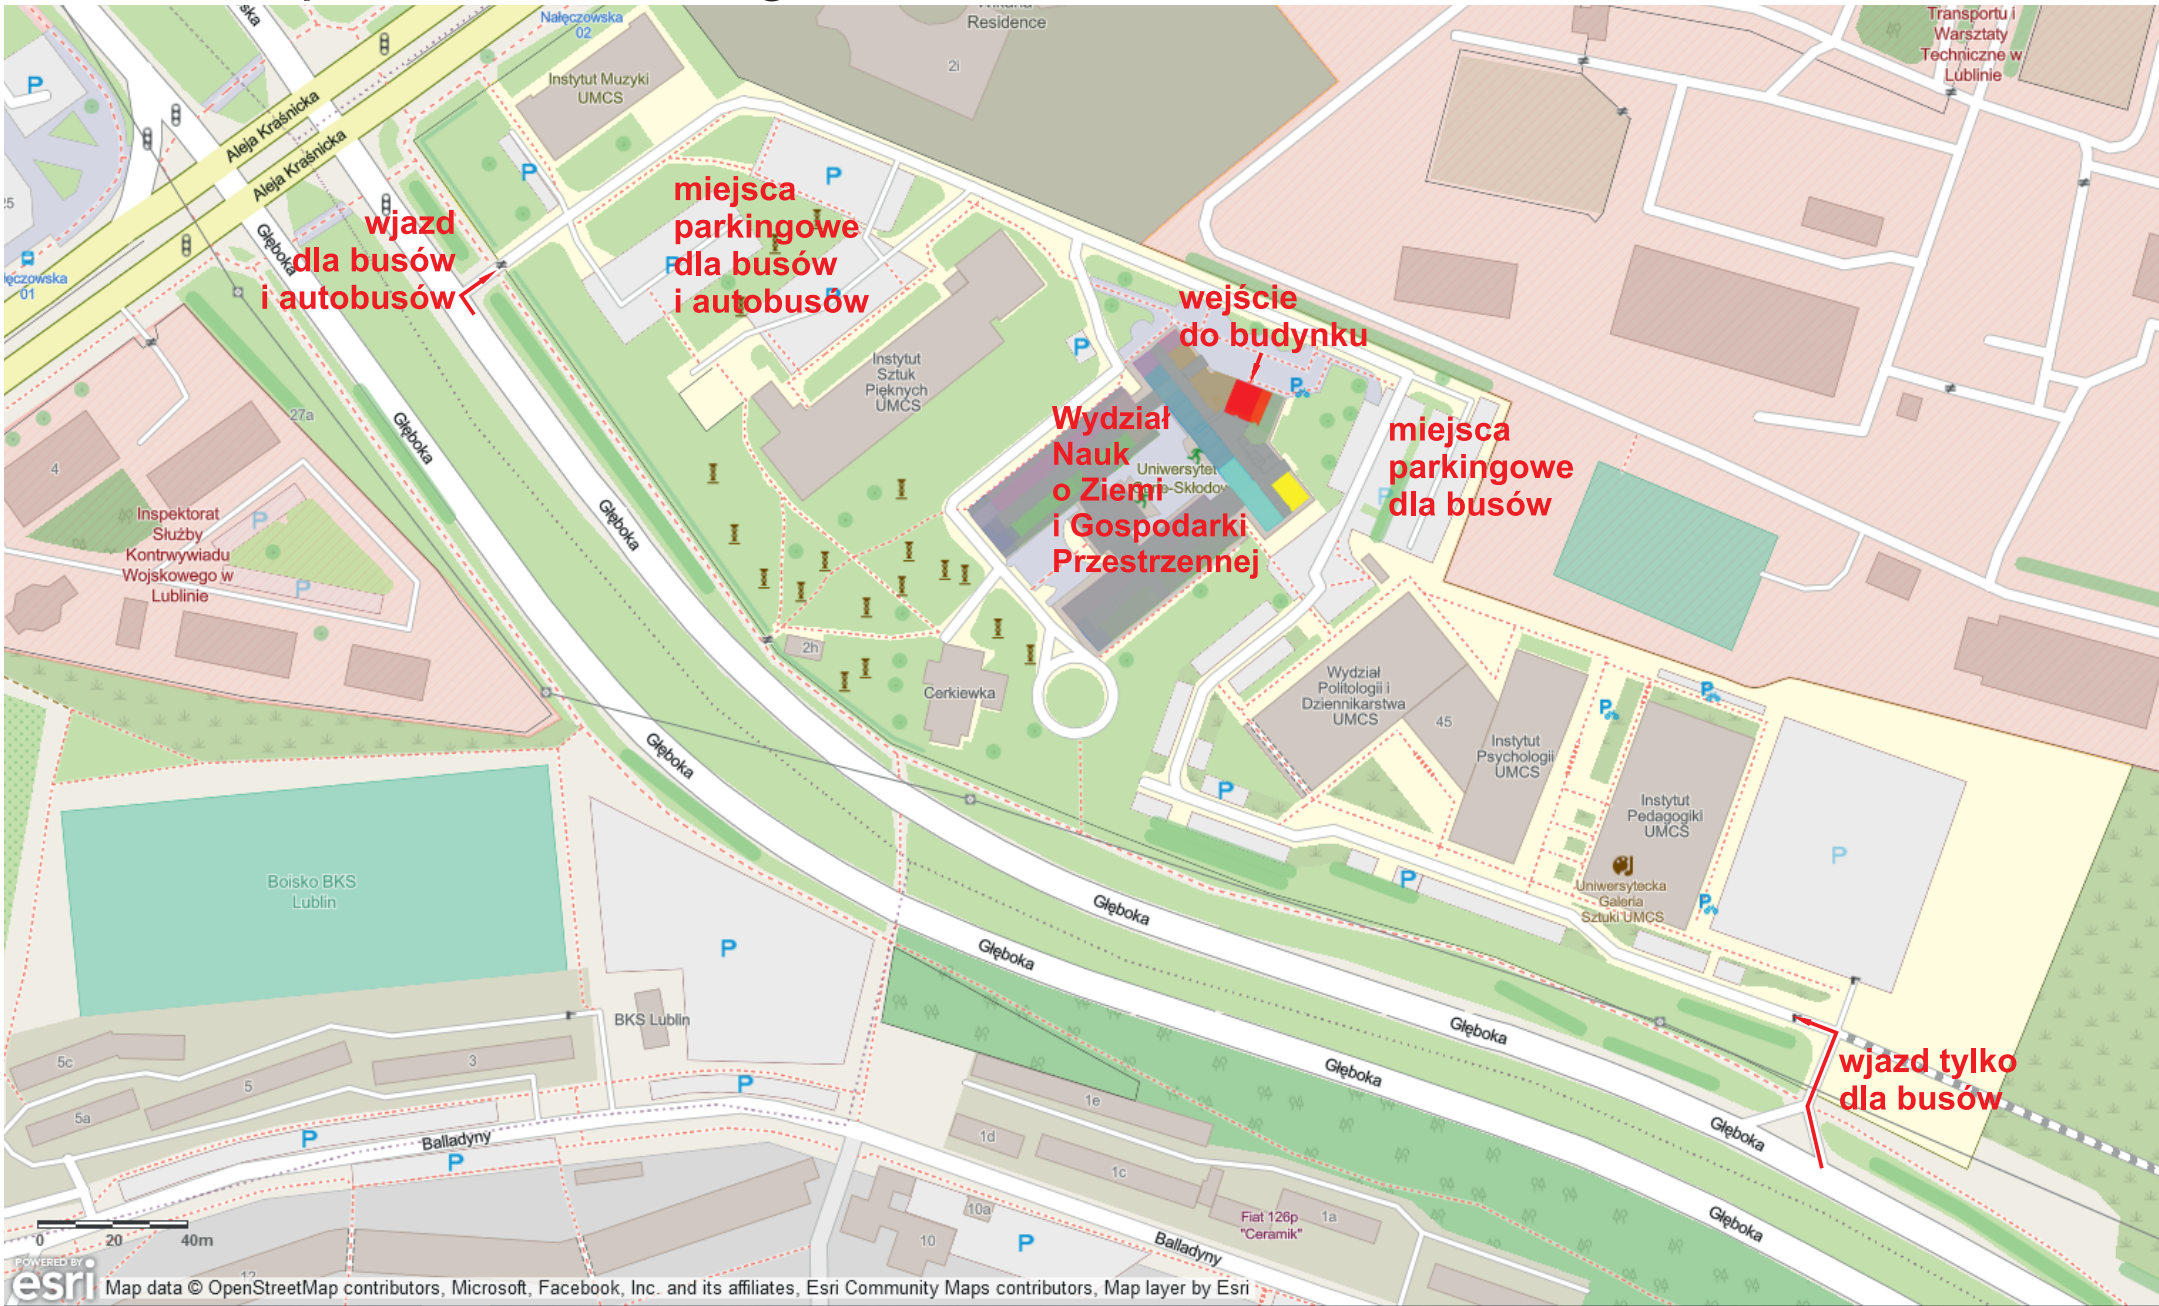 Nałęczowska
02
Residence
2i
Transportu i
Warsztaty
Techniczne w
Lublinie
P
Instytut Muzyki
UMCS
Aleja Kraśnicka
Aleja Kraśnicka
P
P
miejsca
parkingowe
dla busów
i autobusów
P
P
wjazd
dla busów
i autobusów
Głęboka
25
01
wejście
do budynku
P
P
Instytut
Sztuk
Pięknych
UMCS
Wydział
Nauk
o Ziemi
i Gospodarki
Przestrzennej
Uniwersytet
miejsca
parkingowe
dla busów
P
27a
4
Głęboka
Głęboka
Inspektorat
Służby
Kontrwywiadu
Wojskowego w
Lublinie
P
P
2h
Cerkiewka
Wydział
Politologii i
Dziennikarstwa
UMCS
45
Instytut
Psychologii
UMCS
P
P
Instytut
Pedagogiki
UMCS
P
P
Głęboka
P
P
Uniwersytecka
Galeria
Sztuki UMCS
Boisko BKS
Lublin
P
Głęboka
Głęboka
BKS Lublin
Głęboka
Głęboka
wjazd tylko
dla busów
5c
5
3
5a
P
P
P
Balladyny
1e
1d
1c
1a
Głęboka
Głęboka
Fiat 126p
"Ceramik"
10a
10
P
Balladyny
12
0 20 40m
POWERED BY
esri
Map data © OpenStreetMap contributors, Microsoft, Facebook, Inc. and its affiliates, Esri Community Maps contributors, Map layer by Esri